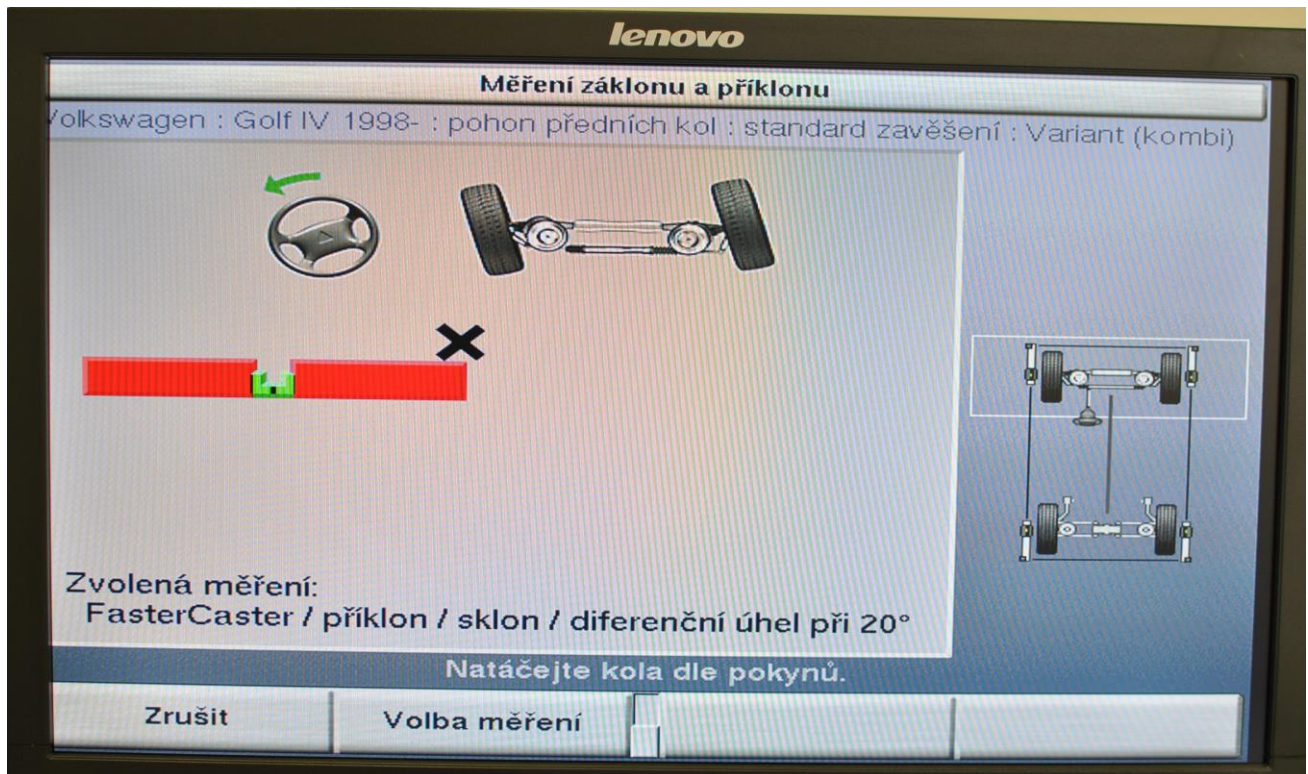 lenovo
Měření záklonu a příklonu
Volkswagen : Golf IV 1998- : pohon předních kol : standard zavěšení : Variant (kombi)
Zvolená měření:
FasterCaster / příklon / sklon / diferenční úhel při 20°
Natáčejte kola dle pokynů.
Zrušit
Volba měření